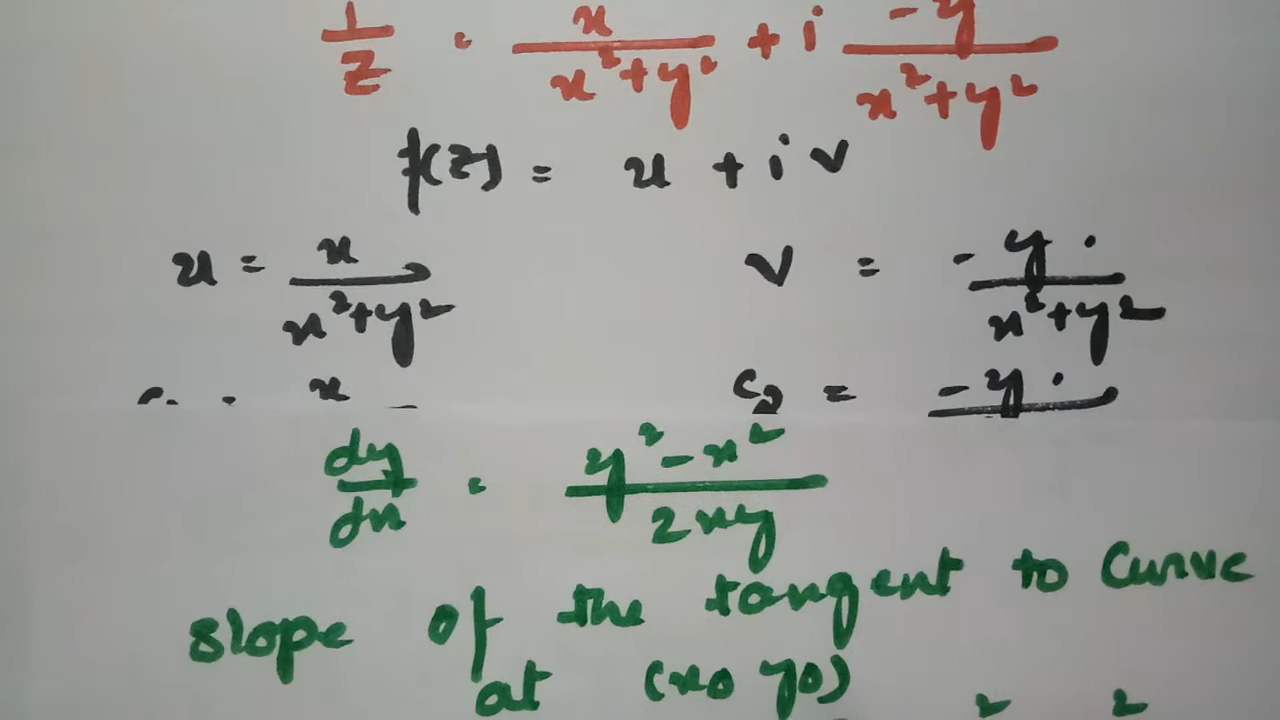 1/z = x/(x²+y²) + i -y/(x²+y²)
f(z) = u + i v
u = x/(x²+y²) v = -y/(x²+y²)
x c₂ = -y
dy/dx = (y²-x²)/(2xy)
slope of the tangent to Curve
at (x0 y0)